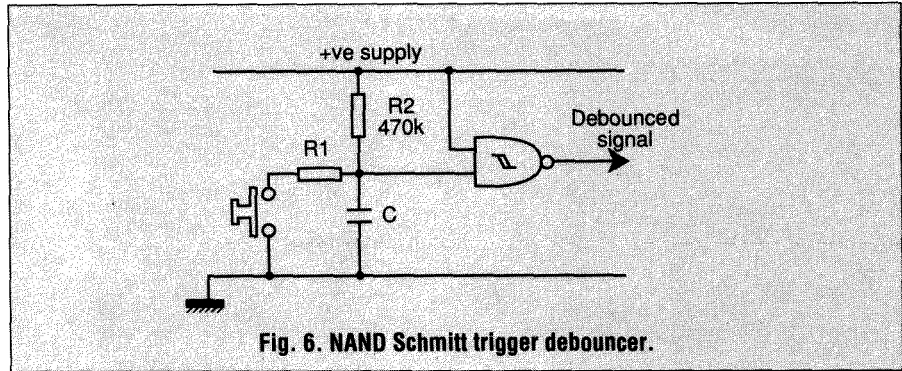 +ve supply
R2
470k
R1
C
Debounced
signal
Fig. 6. NAND Schmitt trigger debouncer.